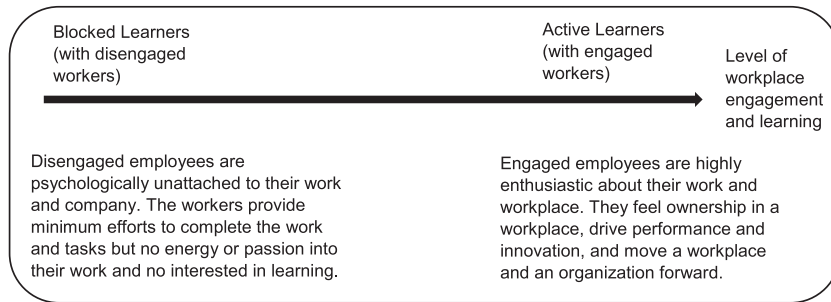 Blocked Learners
(with disengaged
workers)
Active Learners
(with engaged
workers)
Level of
workplace
engagement
and learning
Disengaged employees are
psychologically unattached to their work
and company. The workers provide
minimum efforts to complete the work
and tasks but no energy or passion into
their work and no interested in learning.
Engaged employees are highly
enthusiastic about their work and
workplace. They feel ownership in a
workplace, drive performance and
innovation, and move a workplace
and an organization forward.